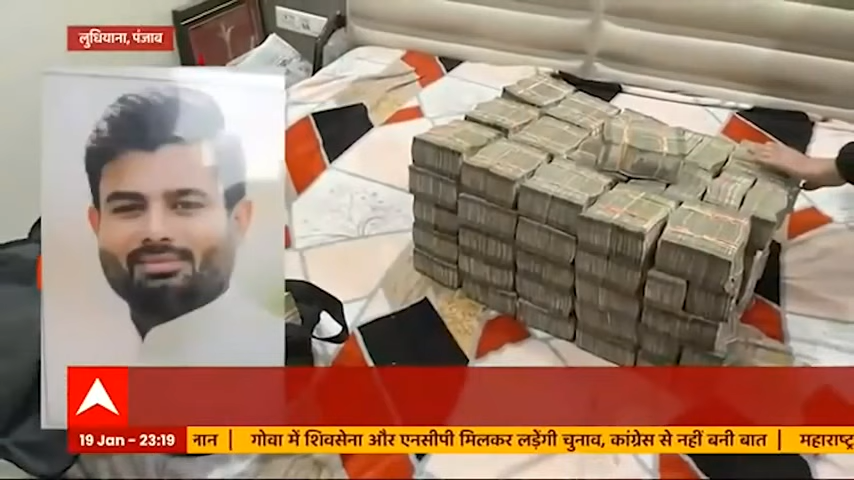 लुधियाना, पंजाब
19 Jan - 23:19
नान | गोवा में शिवसेना और एनसीपी मिलकर लड़ेंगी चुनाव, कांग्रेस से नहीं बनी बात | महाराष्ट्र